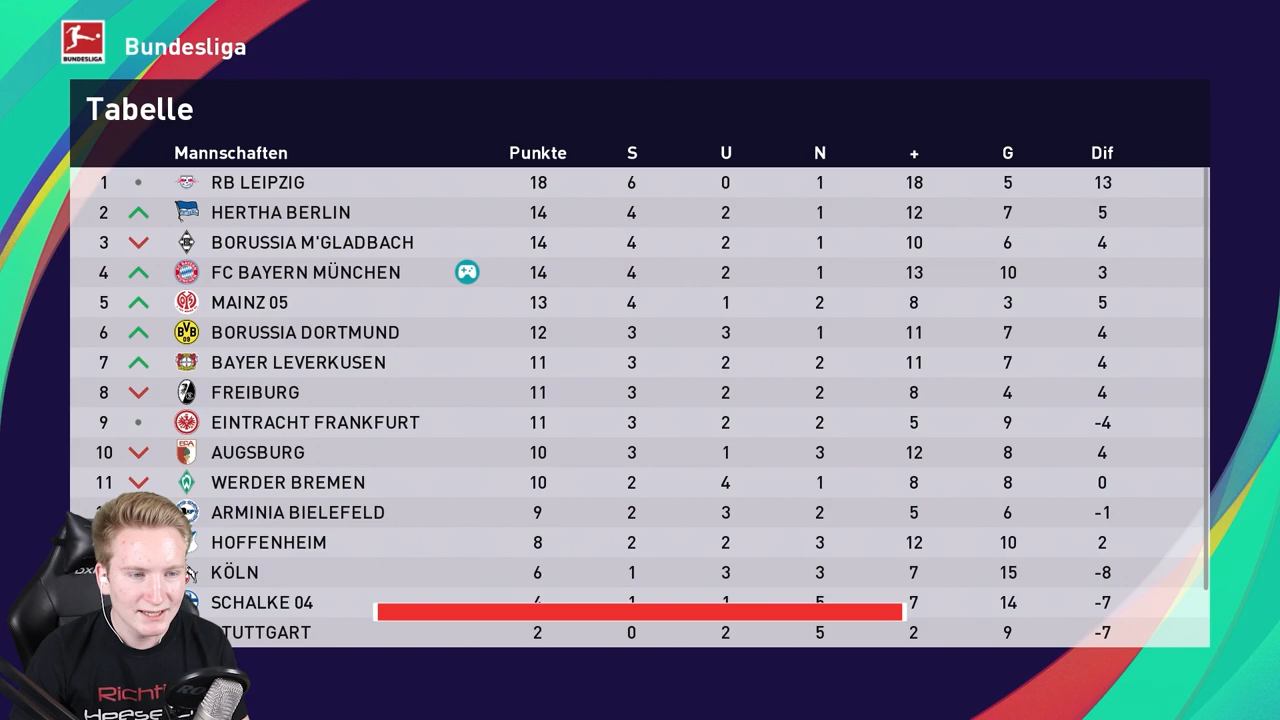 BUNDESLIGA
Bundesliga
Tabelle
Mannschaften Punkte S U N + G Dif
1 RB LEIPZIG 18 6 0 1 18 5 13
2 HERTHA BERLIN 14 4 2 1 12 7 5
3 BORUSSIA M'GLADBACH 14 4 2 1 10 6 4
4 FC BAYERN MÜNCHEN 14 4 2 1 13 10 3
5 MAINZ 05 13 4 1 2 8 3 5
6 BORUSSIA DORTMUND 12 3 3 1 11 7 4
7 BAYER LEVERKUSEN 11 3 2 2 11 7 4
8 FREIBURG 11 3 2 2 8 4 4
9 EINTRACHT FRANKFURT 11 3 2 2 5 9 -4
10 AUGSBURG 10 3 1 3 12 8 4
11 WERDER BREMEN 10 2 4 1 8 8 0
ARMINIA BIELEFELD 9 2 3 2 5 6 -1
HOFFENHEIM 8 2 2 3 12 10 2
KÖLN 6 1 3 3 7 15 -8
SCHALKE 04 4 1 1 5 7 14 -7
TUTTGART 2 0 2 5 2 9 -7
Richti
Heese